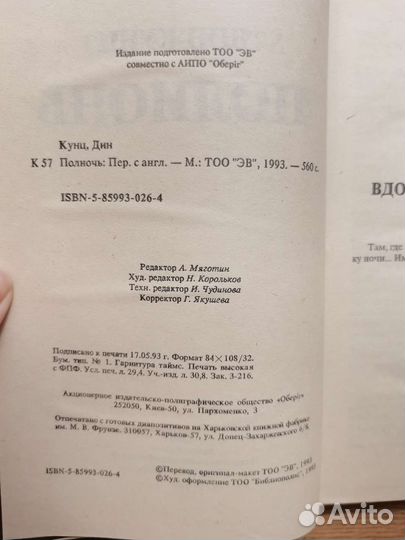 Издание подготовлено ТОО "ЭВ"
совместно с АИПО "Оберіг"
Кунц, Дин
К 57 Полночь: Пер. с англ. — М.: ТОО "ЭВ", 1993. — 560 с.
ISBN-5-85993-026-4
Редактор А. Мяготин
Худ. редактор Н. Корольков
Техн. редактор И. Чудинова
Корректор Г. Якушева
Подписано к печати 17.05.93 г. Формат 84 × 108/32.
Бум. тип. № 1. Гарнитура таймс. Печать высокая
с ФПФ. Усл. печ. л. 29,4. Уч.-изд. л. 30,8. Зак. 3-216.
Акционерное издательско-полиграфическое общество «Оберіг»
252050, Киев-50, ул. Пархоменко, 3
Отпечатано с готовых диапозитивов на Харьковской книжной фабрике
им. М. В. Фрунзе. 310057, Харьков-57, ул. Донец-Захаржевского 6/8
ISBN-5-85993-026-4
©Перевод, оригинал-макет ТОО "ЭВ", 1993
©Худ. оформление ТОО "Библиополис", 1993
ВДО
Там, где
ку ночи... Им
Avito